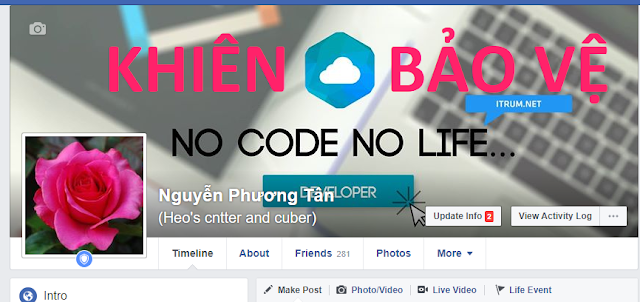 KHIÊN BẢO VỆ
ITRUM.NET
NO CODE NO LIFE...
DEVELOPER
Nguyễn Phương Tân
(Heo's cntter and cuber)
Update Info 2
View Activity Log ...
Timeline About Friends 281 Photos More
Intro
Make Post Photo/Video Live Video Life Event